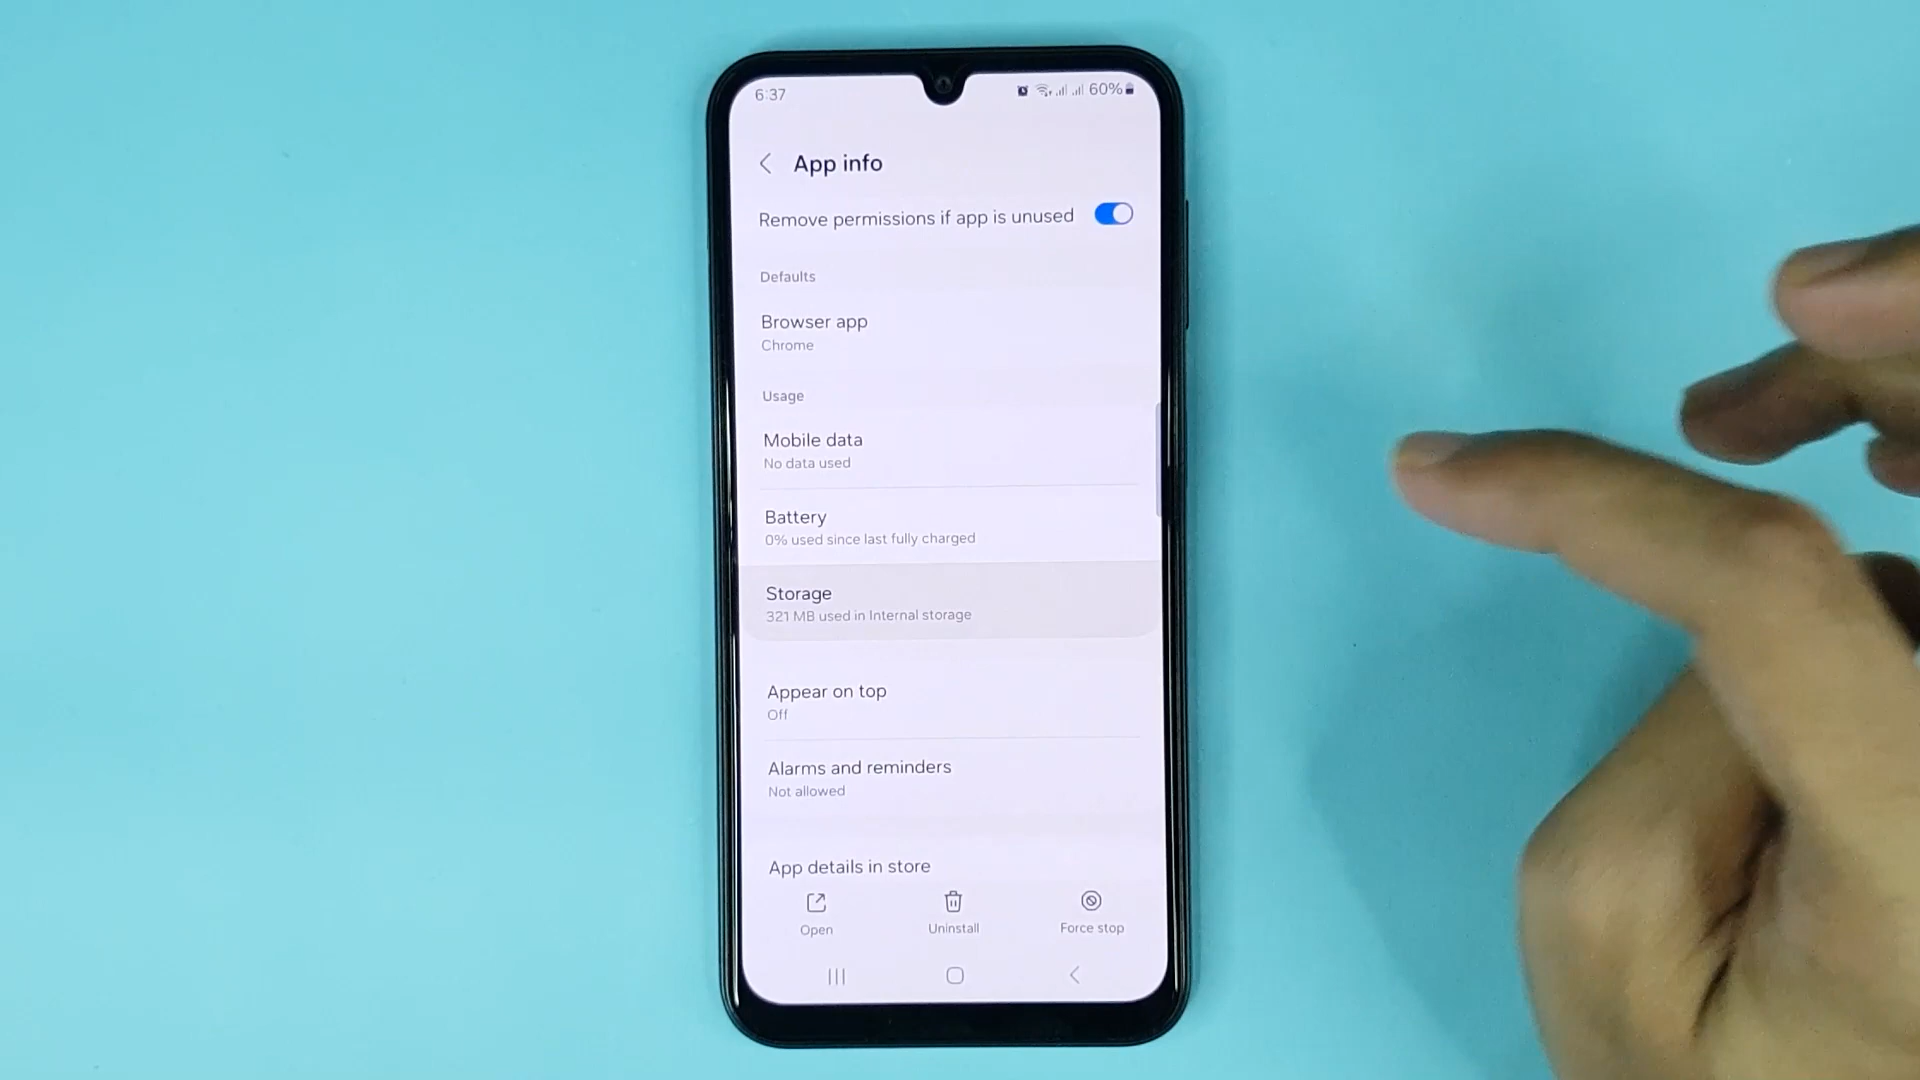 6:37
60%
App info
Remove permissions if app is unused
Defaults
Browser app
Chrome
Usage
Mobile data
No data used
Battery
0% used since last fully charged
Storage
321 MB used in Internal storage
Appear on top
Off
Alarms and reminders
Not allowed
App details in store
Open
Uninstall
Force stop